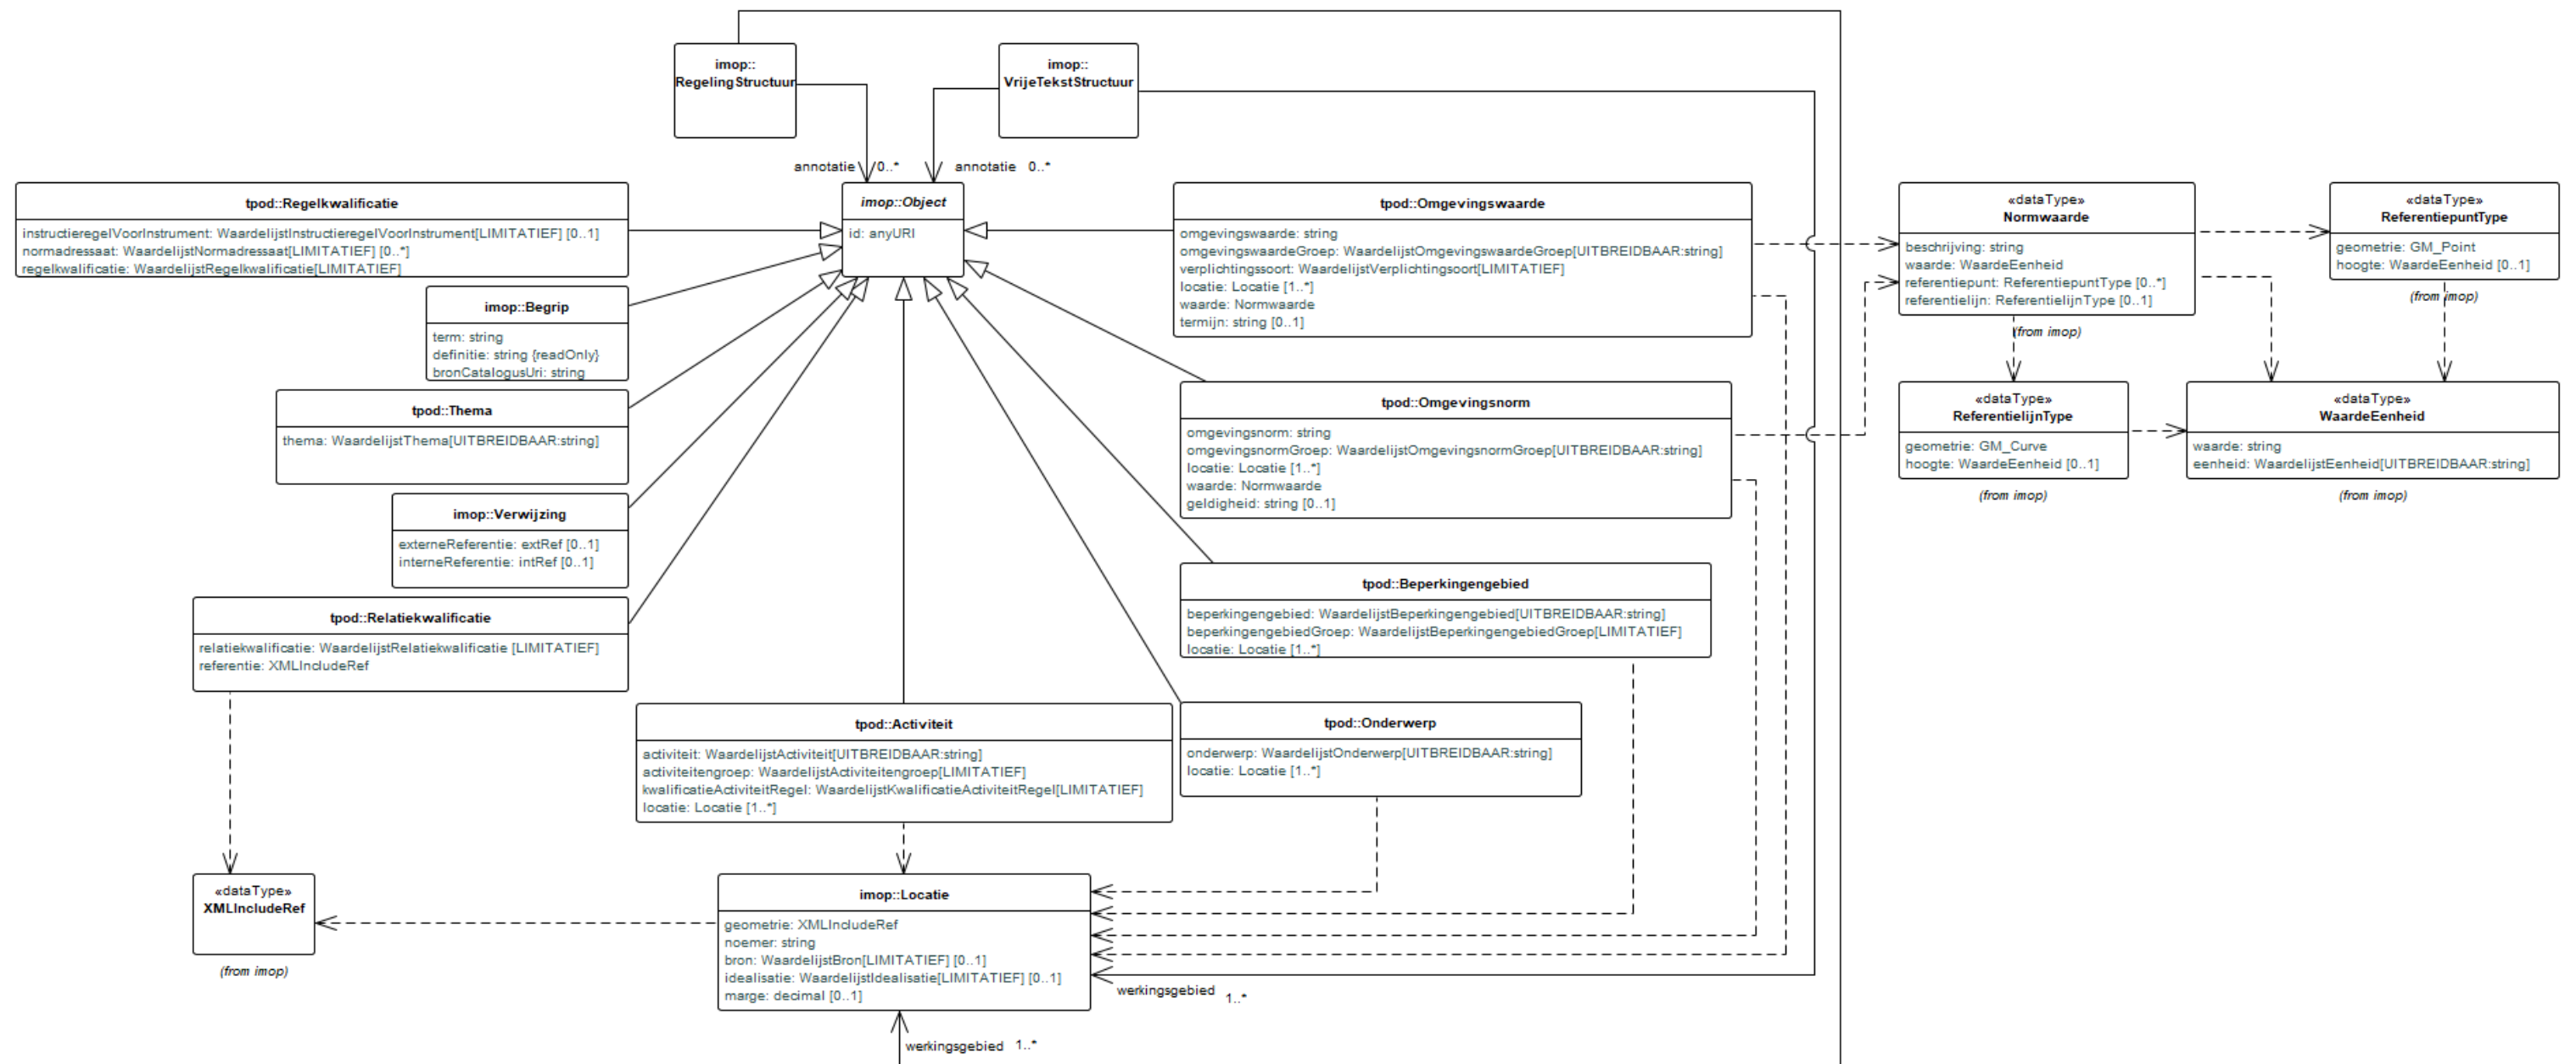 imop::
RegelingStructuur
imop::
VrijeTekstStructuur
annotatie 0..*
annotatie 0..*
tpod::Regelkwalificatie
instructieregelVoorInstrument: WaardelijstInstructieregelVoorInstrument[LIMITATIEF] [0..1]
normadressaat: WaardelijstNormadressaat[LIMITATIEF] [0..*]
regelkwalificatie: WaardelijstRegelkwalificatie[LIMITATIEF]
imop::Object
id: anyURI
tpod::Omgevingswaarde
omgevingswaarde: string
omgevingswaardeGroep: WaardelijstOmgevingswaardeGroep[UITBREIDBAAR:string]
verplichtingssoort: WaardelijstVerplichtingsoort[LIMITATIEF]
locatie: Locatie [1..*]
waarde: Normwaarde
termijn: string [0..1]
«dataType»
Normwaarde
beschrijving: string
waarde: WaardeEenheid
referentiepunt: ReferentiepuntType [0..*]
referentielijn: ReferentielijnType [0..1]
(from imop)
«dataType»
ReferentiepuntType
geometrie: GM_Point
hoogte: WaardeEenheid [0..1]
(from imop)
imop::Begrip
term: string
definitie: string {readOnly}
bronCatalogusUri: string
tpod::Thema
thema: WaardelijstThema[UITBREIDBAAR:string]
tpod::Omgevingsnorm
omgevingsnorm: string
omgevingsnormGroep: WaardelijstOmgevingsnormGroep[UITBREIDBAAR:string]
locatie: Locatie [1..*]
waarde: Normwaarde
geldigheid: string [0..1]
«dataType»
ReferentielijnType
geometrie: GM_Curve
hoogte: WaardeEenheid [0..1]
(from imop)
«dataType»
WaardeEenheid
waarde: string
eenheid: WaardelijstEenheid[UITBREIDBAAR:string]
(from imop)
imop::Verwijzing
externeReferentie: extRef [0..1]
interneReferentie: intRef [0..1]
tpod::Beperkingengebied
beperkingengebied: WaardelijstBeperkingengebied[UITBREIDBAAR:string]
beperkingengebiedGroep: WaardelijstBeperkingengebiedGroep[LIMITATIEF]
locatie: Locatie [1..*]
tpod::Relatiekwalificatie
relatiekwalificatie: WaardelijstRelatiekwalificatie [LIMITATIEF]
referentie: XMLIncludeRef
tpod::Activiteit
activiteit: WaardelijstActiviteit[UITBREIDBAAR:string]
activiteitengroep: WaardelijstActiviteitengroep[LIMITATIEF]
kwalificatieActiviteitRegel: WaardelijstKwalificatieActiviteitRegel[LIMITATIEF]
locatie: Locatie [1..*]
tpod::Onderwerp
onderwerp: WaardelijstOnderwerp[UITBREIDBAAR:string]
locatie: Locatie [1..*]
«dataType»
XMLIncludeRef
(from imop)
imop::Locatie
geometrie: XMLIncludeRef
noemer: string
bron: WaardelijstBron[LIMITATIEF] [0..1]
idealisatie: WaardelijstIdealisatie[LIMITATIEF] [0..1]
marge: decimal [0..1]
werkingsgebied 1..*
werkingsgebied 1..*